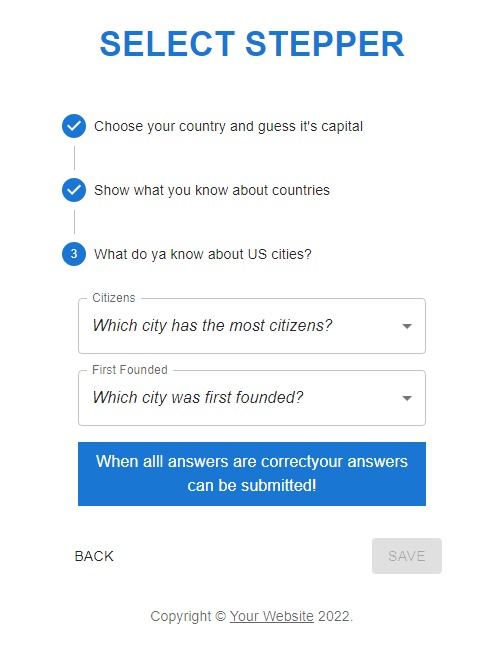 SELECT STEPPER
Choose your country and guess it's capital
Show what you know about countries
3 What do ya know about US cities?
Citizens
Which city has the most citizens?
First Founded
Which city was first founded?
When alll answers are correctyour answers
can be submitted!
BACK SAVE
Copyright © Your Website 2022.